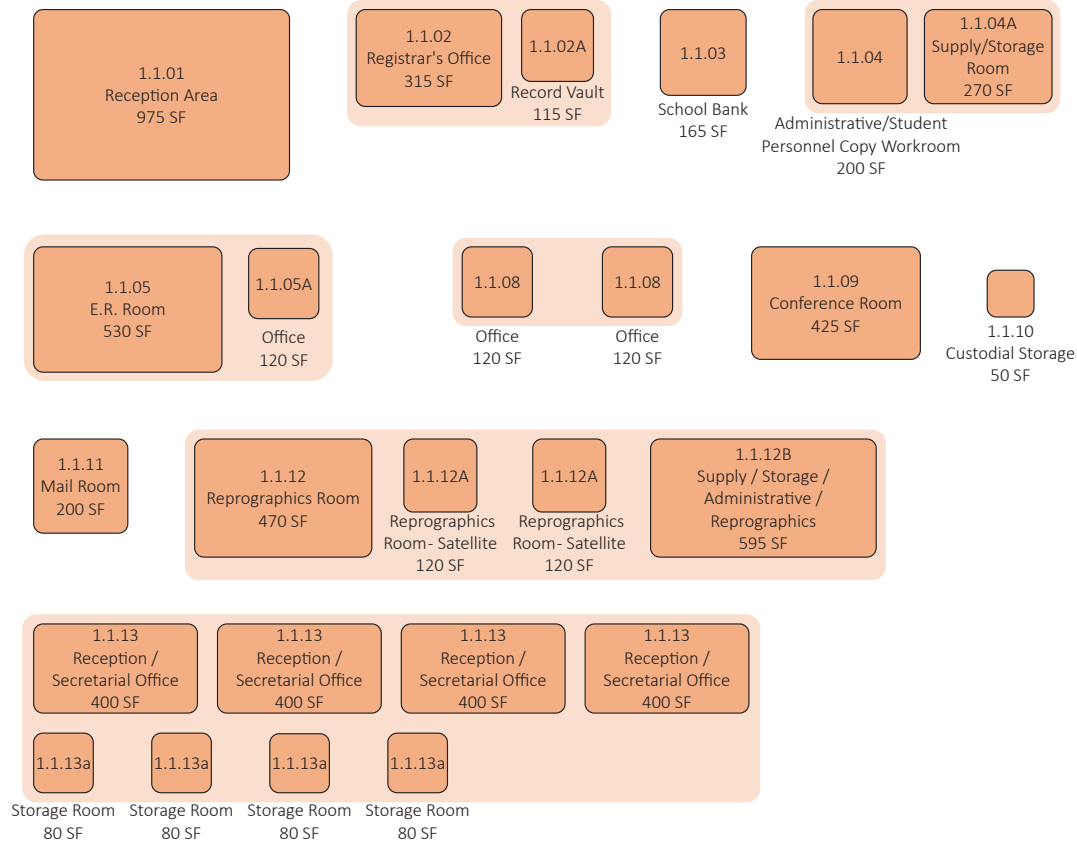 1.1.01
Reception Area
975 SF
1.1.02
Registrar's Office
315 SF
1.1.02A
Record Vault
115 SF
1.1.03
School Bank
165 SF
1.1.04
Administrative/Student
Personnel Copy Workroom
200 SF
1.1.04A
Supply/Storage
Room
270 SF
1.1.05
E.R. Room
530 SF
1.1.05A
Office
120 SF
1.1.08
Office
120 SF
1.1.08
Office
120 SF
1.1.09
Conference Room
425 SF
1.1.10
Custodial Storage
50 SF
1.1.11
Mail Room
200 SF
1.1.12
Reprographics Room
470 SF
1.1.12A
Reprographics
Room- Satellite
120 SF
1.1.12A
Reprographics
Room- Satellite
120 SF
1.1.12B
Supply / Storage /
Administrative /
Reprographics
595 SF
1.1.13
Reception /
Secretarial Office
400 SF
1.1.13
Reception /
Secretarial Office
400 SF
1.1.13
Reception /
Secretarial Office
400 SF
1.1.13
Reception /
Secretarial Office
400 SF
1.1.13a
Storage Room
80 SF
1.1.13a
Storage Room
80 SF
1.1.13a
Storage Room
80 SF
1.1.13a
Storage Room
80 SF